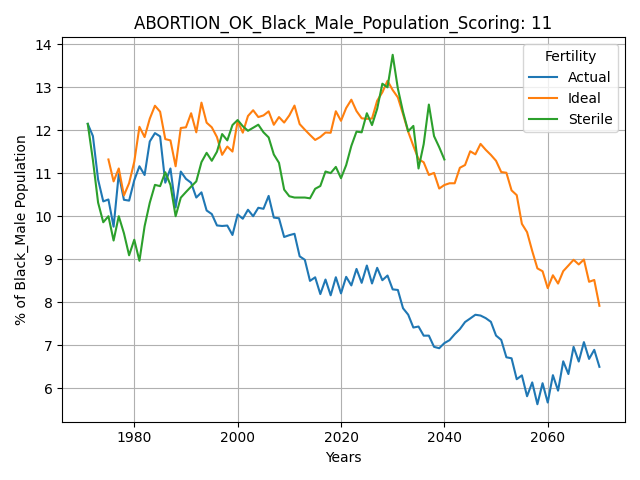 ABORTION_OK_Black_Male_Population_Scoring: 11
Fertility
Actual
Ideal
Sterile
% of Black_Male Population
14
13
12
11
10
9
8
7
6
1980 2000 2020 2040 2060
Years